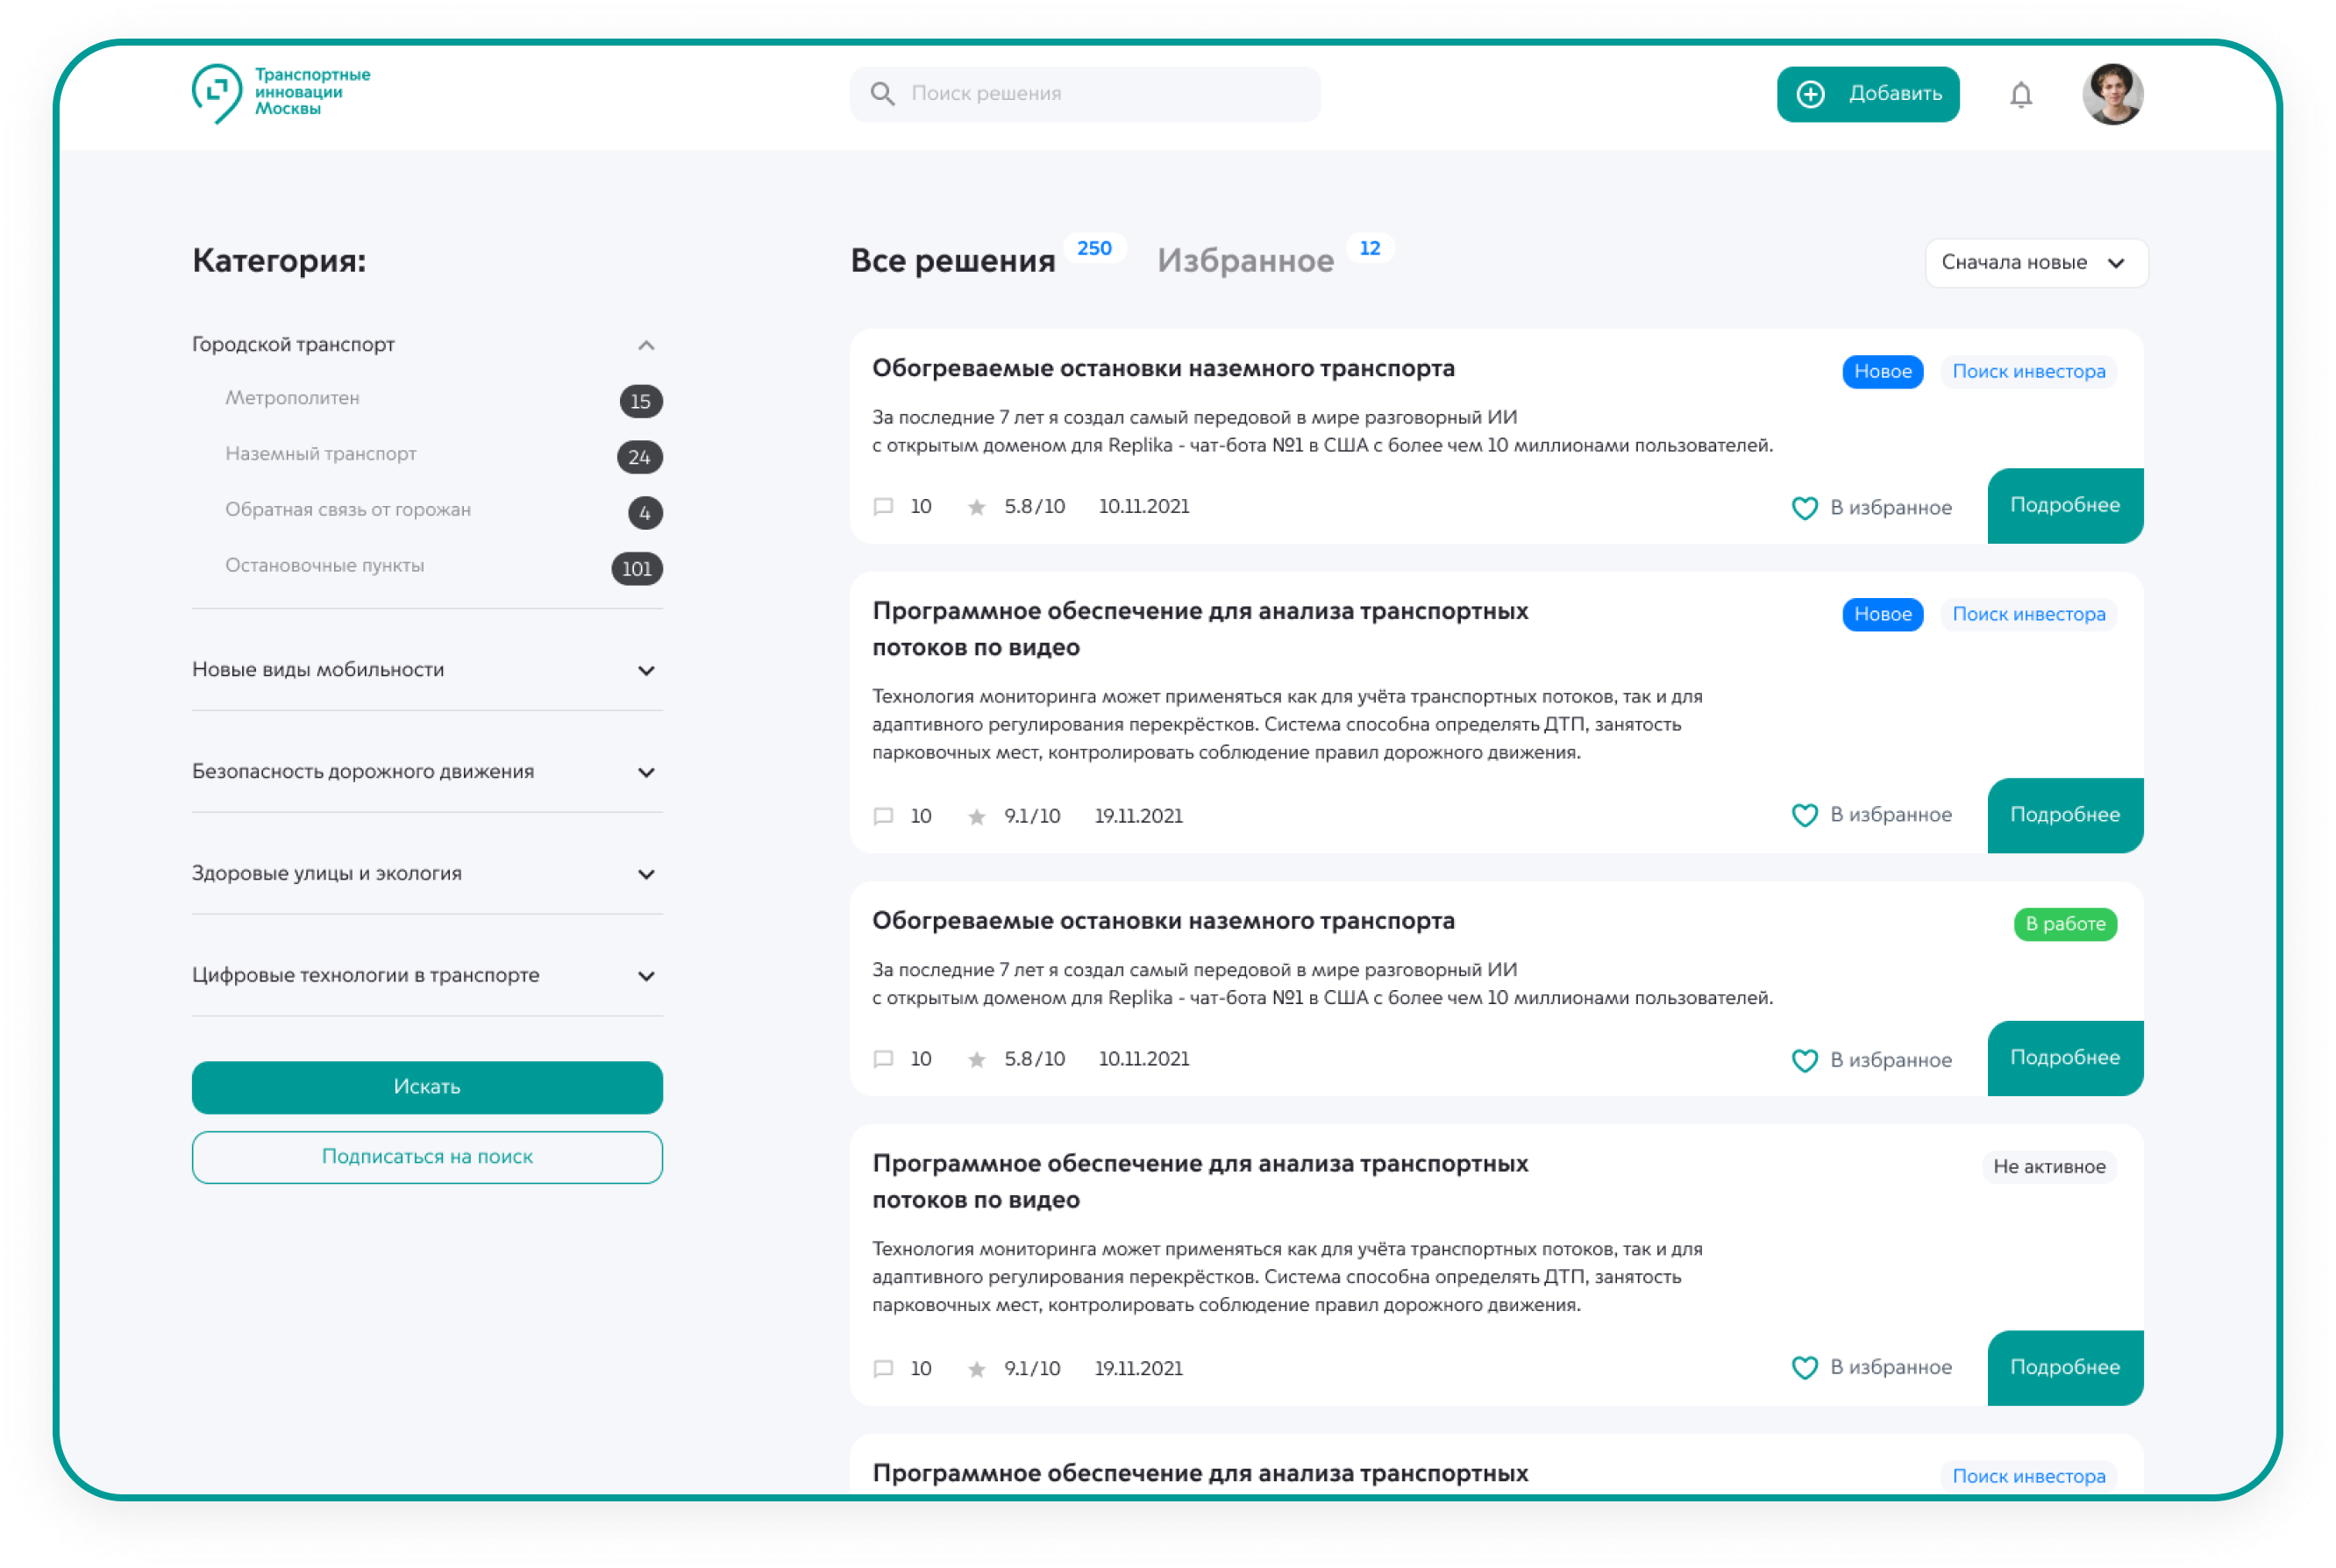 Транспортные
инновации
Москвы
Поиск решения
Добавить
Категория:
Городской транспорт
Метрополитен 15
Наземный транспорт 24
Обратная связь от горожан 4
Остановочные пункты 101
Новые виды мобильности
Безопасность дорожного движения
Здоровые улицы и экология
Цифровые технологии в транспорте
Искать
Подписаться на поиск
Все решения 250 Избранное 12
Сначала новые
Обогреваемые остановки наземного транспорта
Новое Поиск инвестора
За последние 7 лет я создал самый передовой в мире разговорный ИИ
с открытым доменом для Replika - чат-бота №1 в США с более чем 10 миллионами пользователей.
10 5.8/10 10.11.2021 В избранное Подробнее
Программное обеспечение для анализа транспортных
потоков по видео
Новое Поиск инвестора
Технология мониторинга может применяться как для учёта транспортных потоков, так и для
адаптивного регулирования перекрёстков. Система способна определять ДТП, занятость
парковочных мест, контролировать соблюдение правил дорожного движения.
10 9.1/10 19.11.2021 В избранное Подробнее
Обогреваемые остановки наземного транспорта
В работе
За последние 7 лет я создал самый передовой в мире разговорный ИИ
с открытым доменом для Replika - чат-бота №1 в США с более чем 10 миллионами пользователей.
10 5.8/10 10.11.2021 В избранное Подробнее
Программное обеспечение для анализа транспортных
потоков по видео
Не активное
Технология мониторинга может применяться как для учёта транспортных потоков, так и для
адаптивного регулирования перекрёстков. Система способна определять ДТП, занятость
парковочных мест, контролировать соблюдение правил дорожного движения.
10 9.1/10 19.11.2021 В избранное Подробнее
Программное обеспечение для анализа транспортных
Поиск инвестора